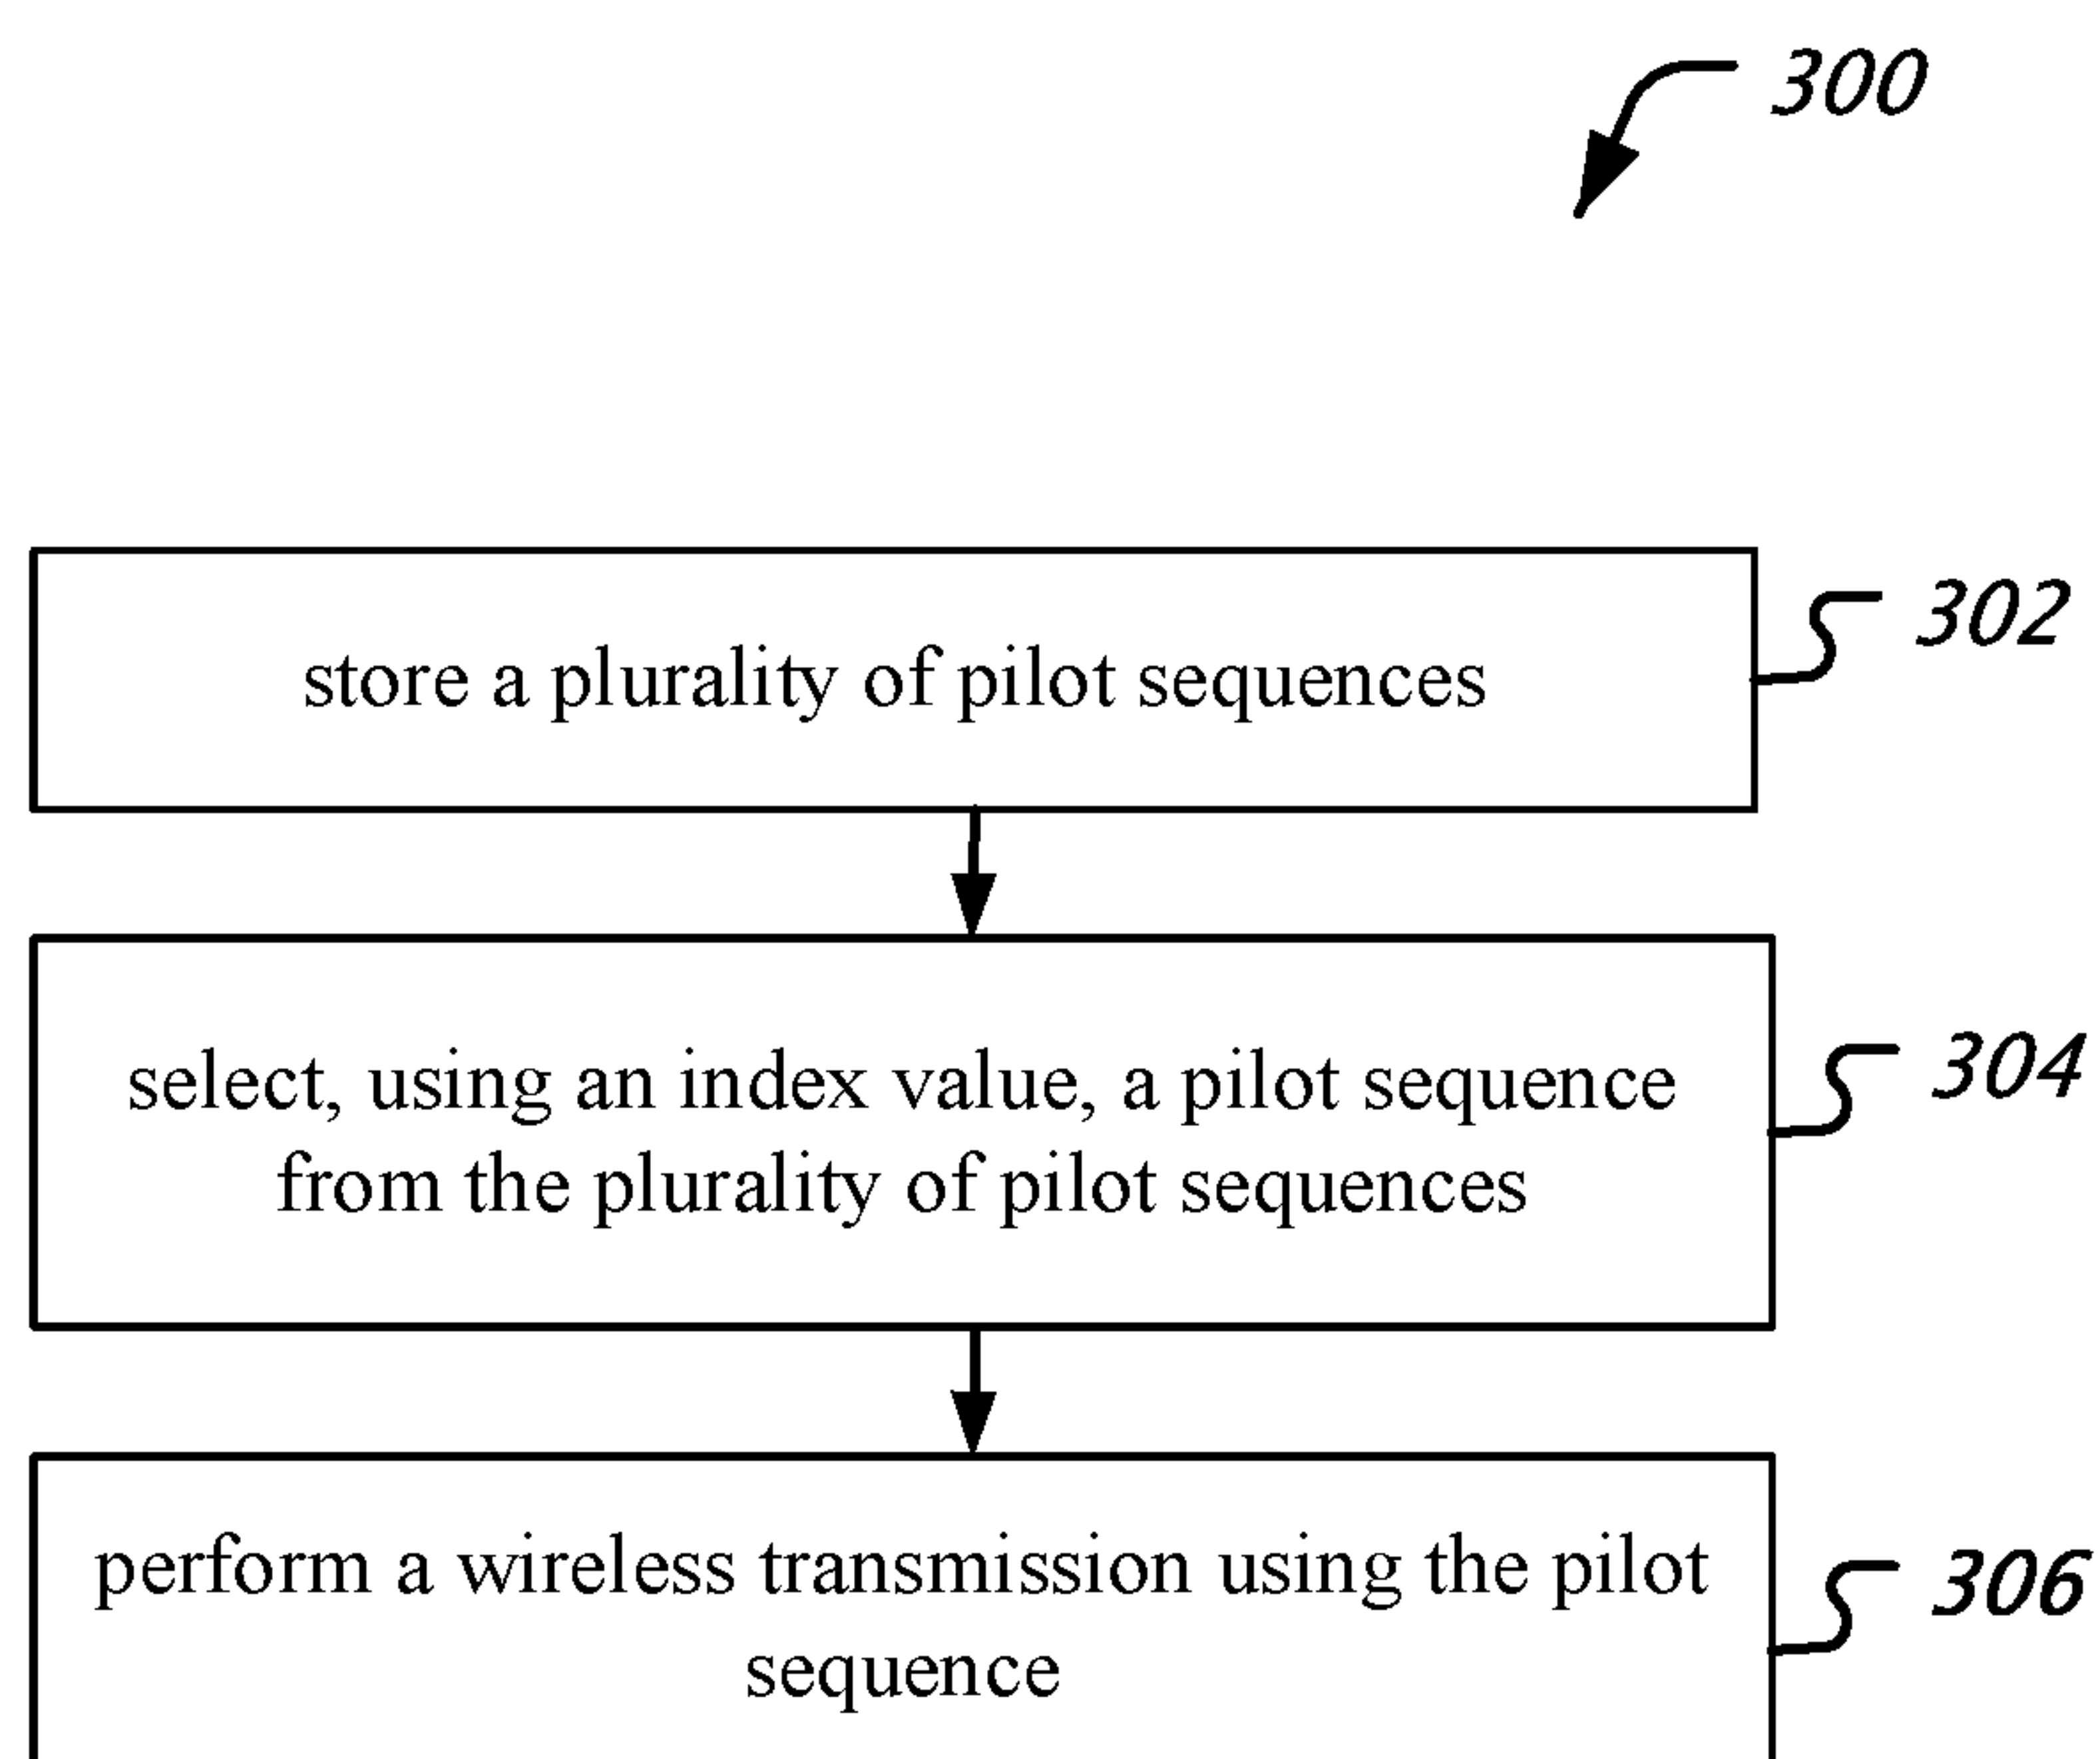 300
store a plurality of pilot sequences
302
select, using an index value, a pilot sequence
from the plurality of pilot sequences
304
perform a wireless transmission using the pilot
sequence
306